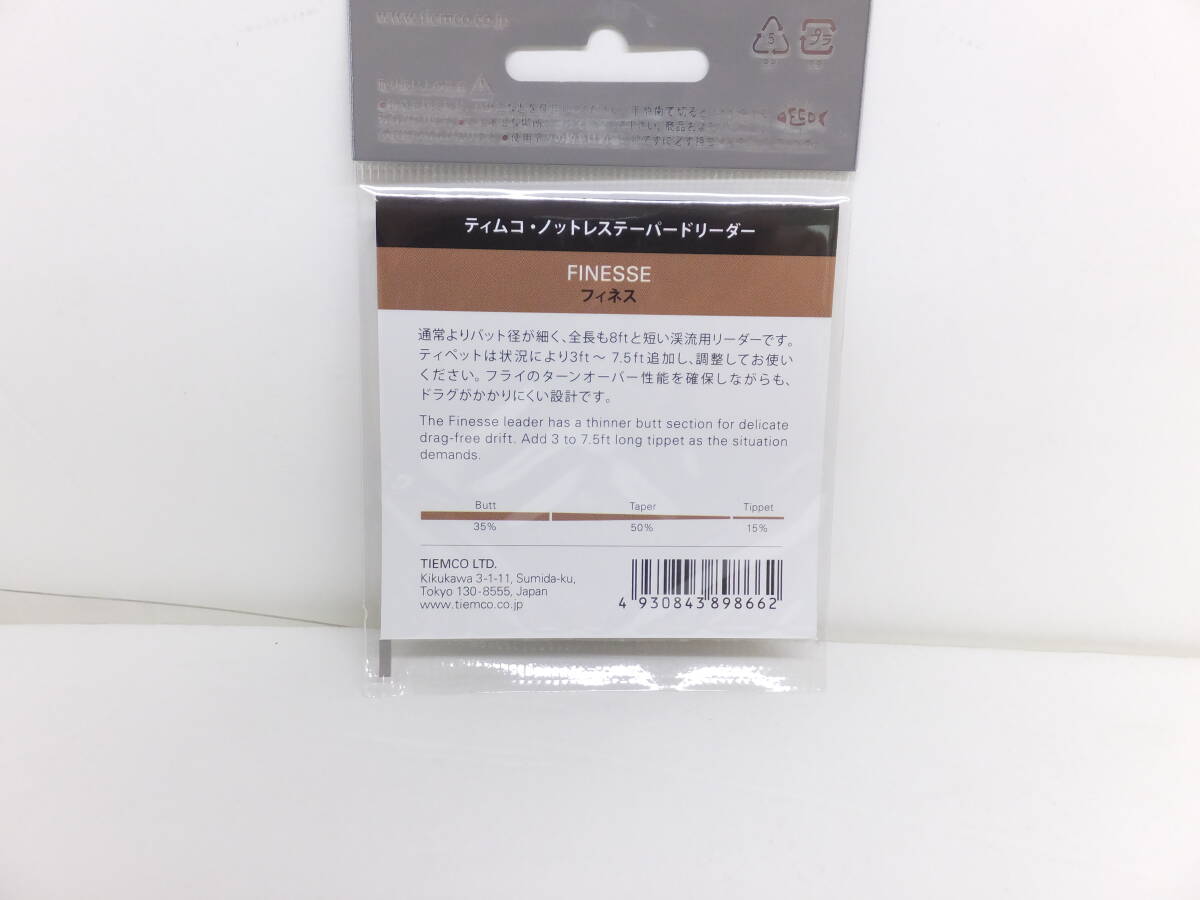 www.tiemco.co.jp
5
プラ
ティムコ・ノットレステーパードリーダー
FINESSE
フィネス
通常よりバット径が細く、全長も8ftと短い渓流用リーダーです。
ティペットは状況により3ft〜7.5ft追加し、調整してお使い
ください。フライのターンオーバー性能を確保しながらも、
ドラグがかかりにくい設計です。
The Finesse leader has a thinner butt section for delicate
drag-free drift. Add 3 to 7.5ft long tippet as the situation
demands.
Butt Taper Tippet
35% 50% 15%
TIEMCO LTD.
Kikukawa 3-1-11, Sumida-ku,
Tokyo 130-8555, Japan
www.tiemco.co.jp
4 930843 898662